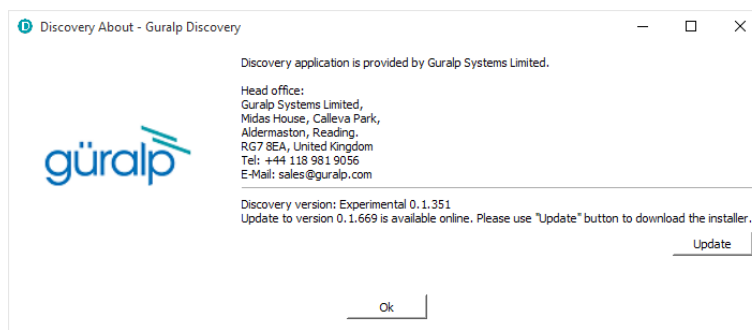 Discovery About - Guralp Discovery
Discovery application is provided by Guralp Systems Limited.
Head office:
Guralp Systems Limited,
Midas House, Calleva Park,
Aldermaston, Reading.
RG7 8EA, United Kingdom
Tel: +44 118 981 9056
E-Mail: sales@guralp.com
güralp
Discovery version: Experimental 0.1.351
Update to version 0.1.669 is available online. Please use "Update" button to download the installer.
Update
Ok